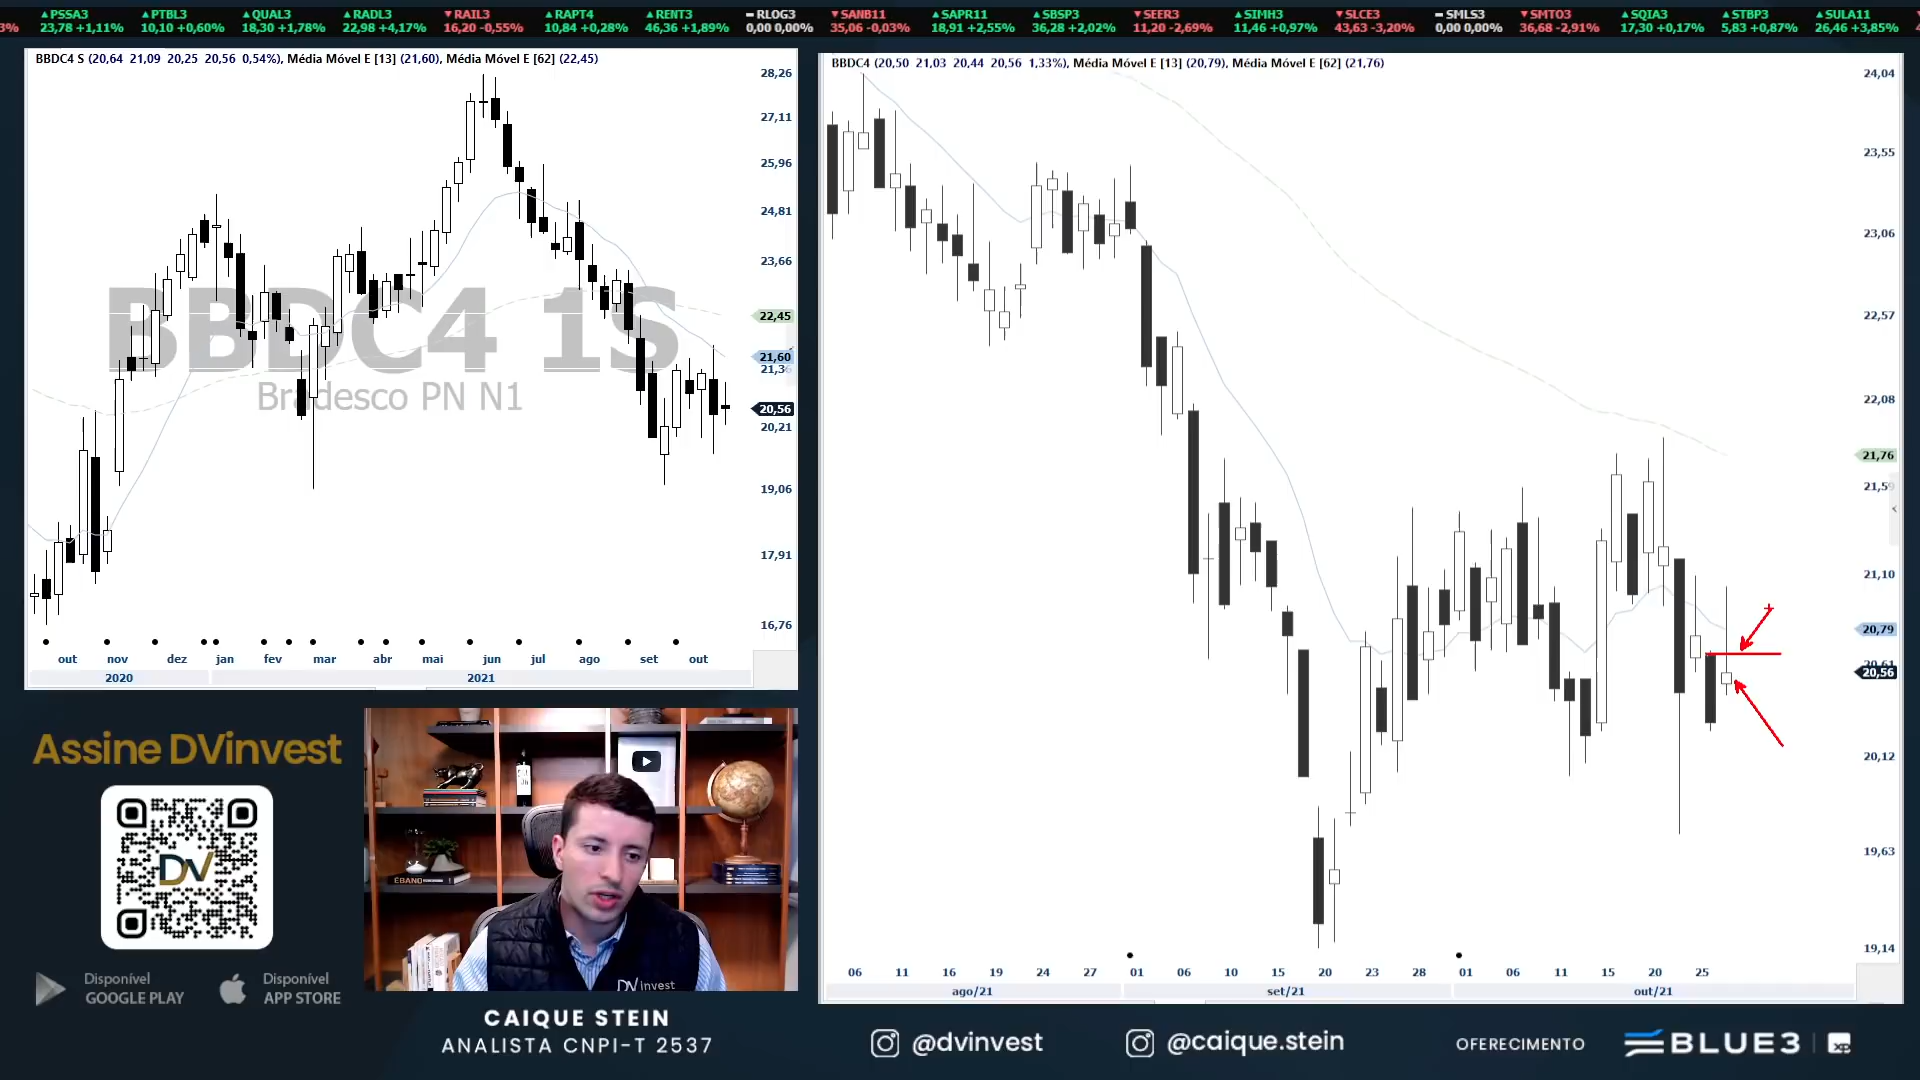 PSSA3 PTBL3 QUAL3 RADL3 RAIL3 RAPT4 RENT3 RLOG3 SANB11 SAPR11 SBSP3 SEER3 SIMH3 SLCE3 SMLS3 SMTO3 SQIA3 STBP3 SULA11
3% 23,78 +1,11% 10,10 +0,60% 18,30 +1,78% 22,98 +4,17% 16,20 -0,55% 10,84 +0,28% 46,36 +1,89% 0,00 0,00% 35,06 -0,03% 18,91 +2,55% 36,28 +2,02% 11,20 -2,69% 11,46 +0,97% 43,63 -3,20% 0,00 0,00% 36,68 -2,91% 17,30 +0,17% 5,83 +0,87% 26,46 +3,85%
BBDC4 S (20,64 21,09 20,25 20,56 0,54%), Média Móvel E [13] (21,60), Média Móvel E [62] (22,45)
28,26
27,11
25,96
24,81
23,66
22,45
21,60
21,36
20,56
20,21
19,06
17,91
16,76
BBDC4 1S
Bradesco PN N1
out nov dez jan fev mar abr mai jun jul ago set out
2020 2021
BBDC4 (20,50 21,03 20,44 20,56 1,33%), Média Móvel E [13] (20,79), Média Móvel E [62] (21,76)
24,04
23,55
23,06
22,57
22,08
21,76
21,59
21,10
20,79
20,61
20,56
20,12
19,63
19,14
06 11 16 19 24 27 01 06 10 15 20 23 28 01 06 11 15 20 25
ago/21 set/21 out/21
Assine DVinvest
DV
Disponível
GOOGLE PLAY
Disponível
APP STORE
ÉBANO
DV invest
CAIQUE STEIN
ANALISTA CNPI-T 2537
@dvinvest
@caique.stein
OFERECIMENTO
BLUE3
xp